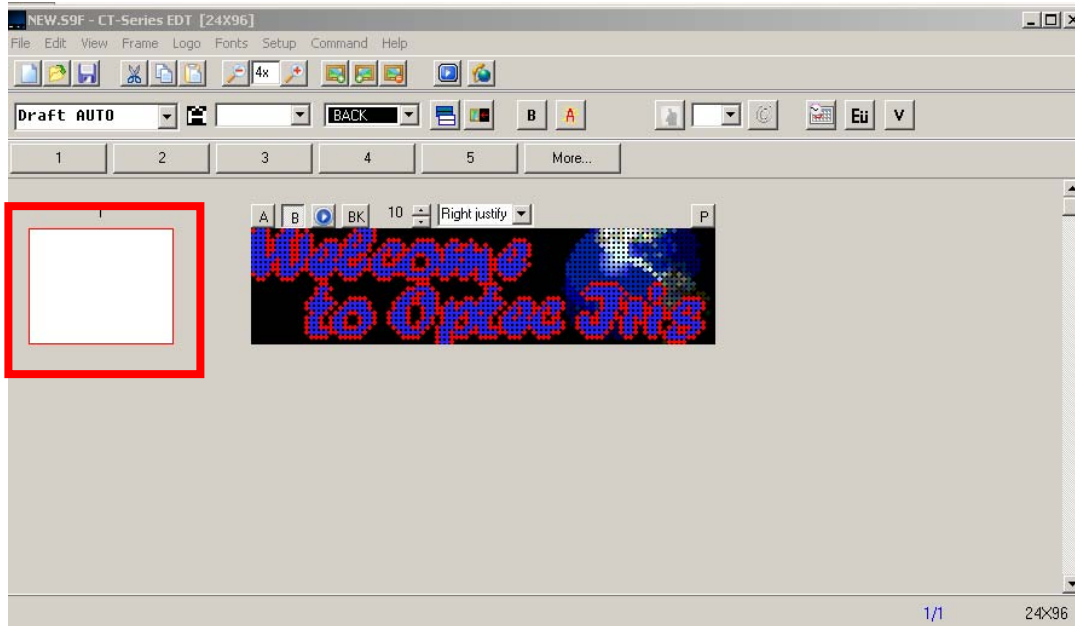 NEW.S9F - CT-Series EDT [24X96]
File Edit View Frame Logo Fonts Setup Command Help
4x
Draft AUTO BACK B A C Eü V
1 2 3 4 5 More...
A B BK 10 Right justify P
Welcome
to Optec Iris
1/1 24X96